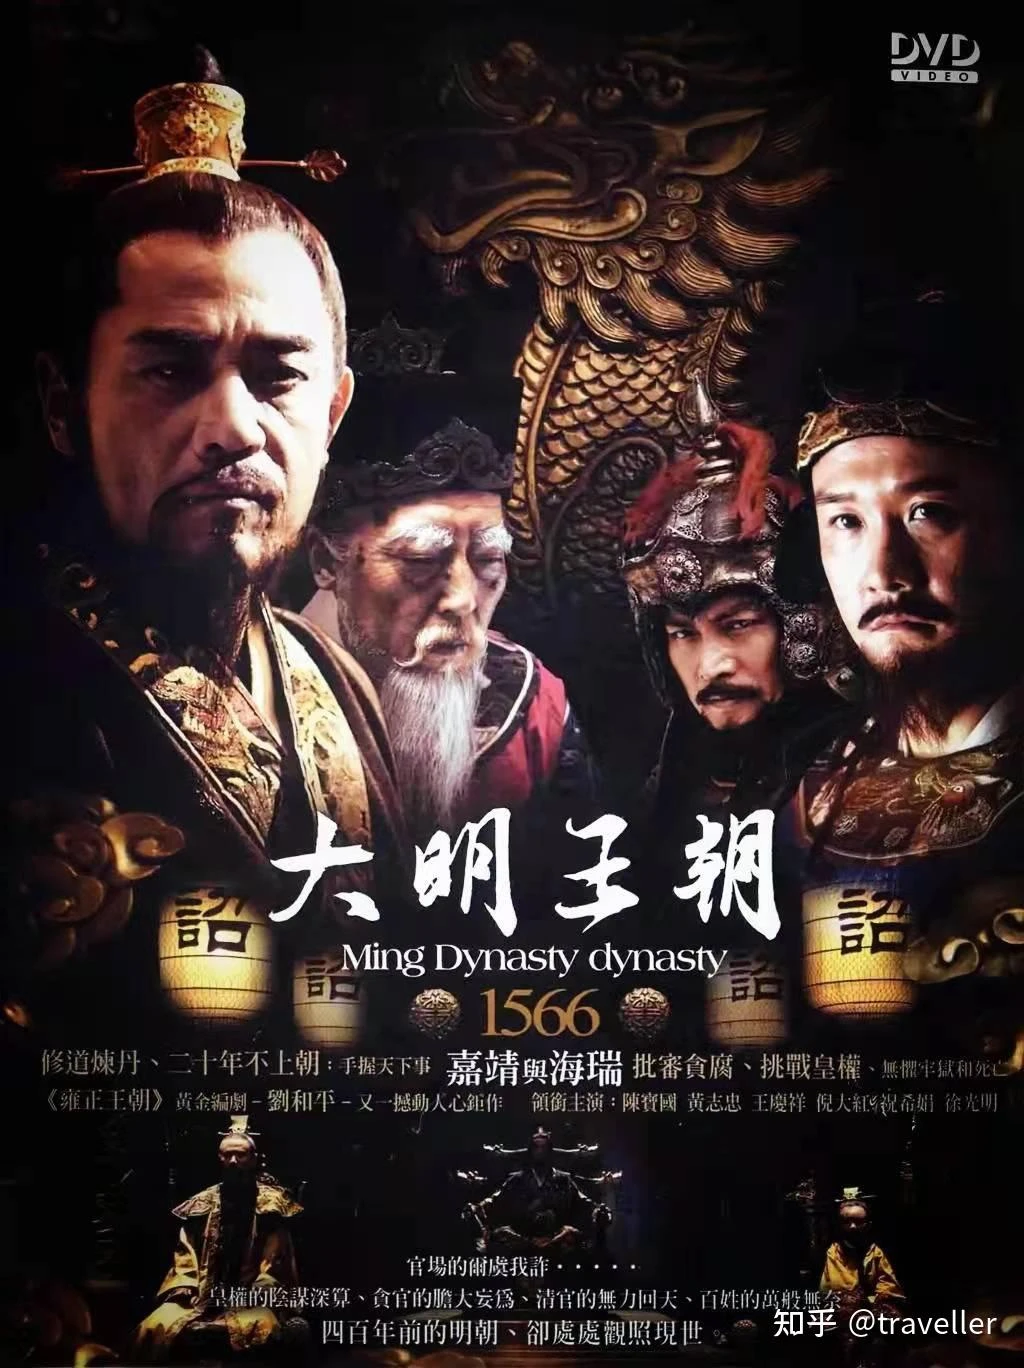 DVD
VIDEO
大明王朝
詔 詔
Ming Dynasty dynasty
詔 詔
1566
修道煉丹、二十年不上朝：手握天下事 嘉靖與海瑞 批審貪腐、挑戰皇權、無懼牢獄和死亡
《雍正王朝》黃金編劇－劉和平－又一撼動人心鉅作 領銜主演：陳寶國 黃志忠 王慶祥 倪大紅 祝希娟 徐光明
官場的爾虞我詐‧‧‧‧‧
皇權的陰謀深算、貪官的膽大妄為、清官的無力回天、百姓的萬般無奈
四百年前的明朝、卻處處觀照現世。
知乎 @traveller